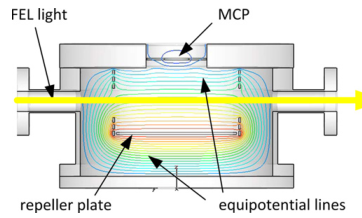 FEL light
MCP
repeller plate
equipotential lines